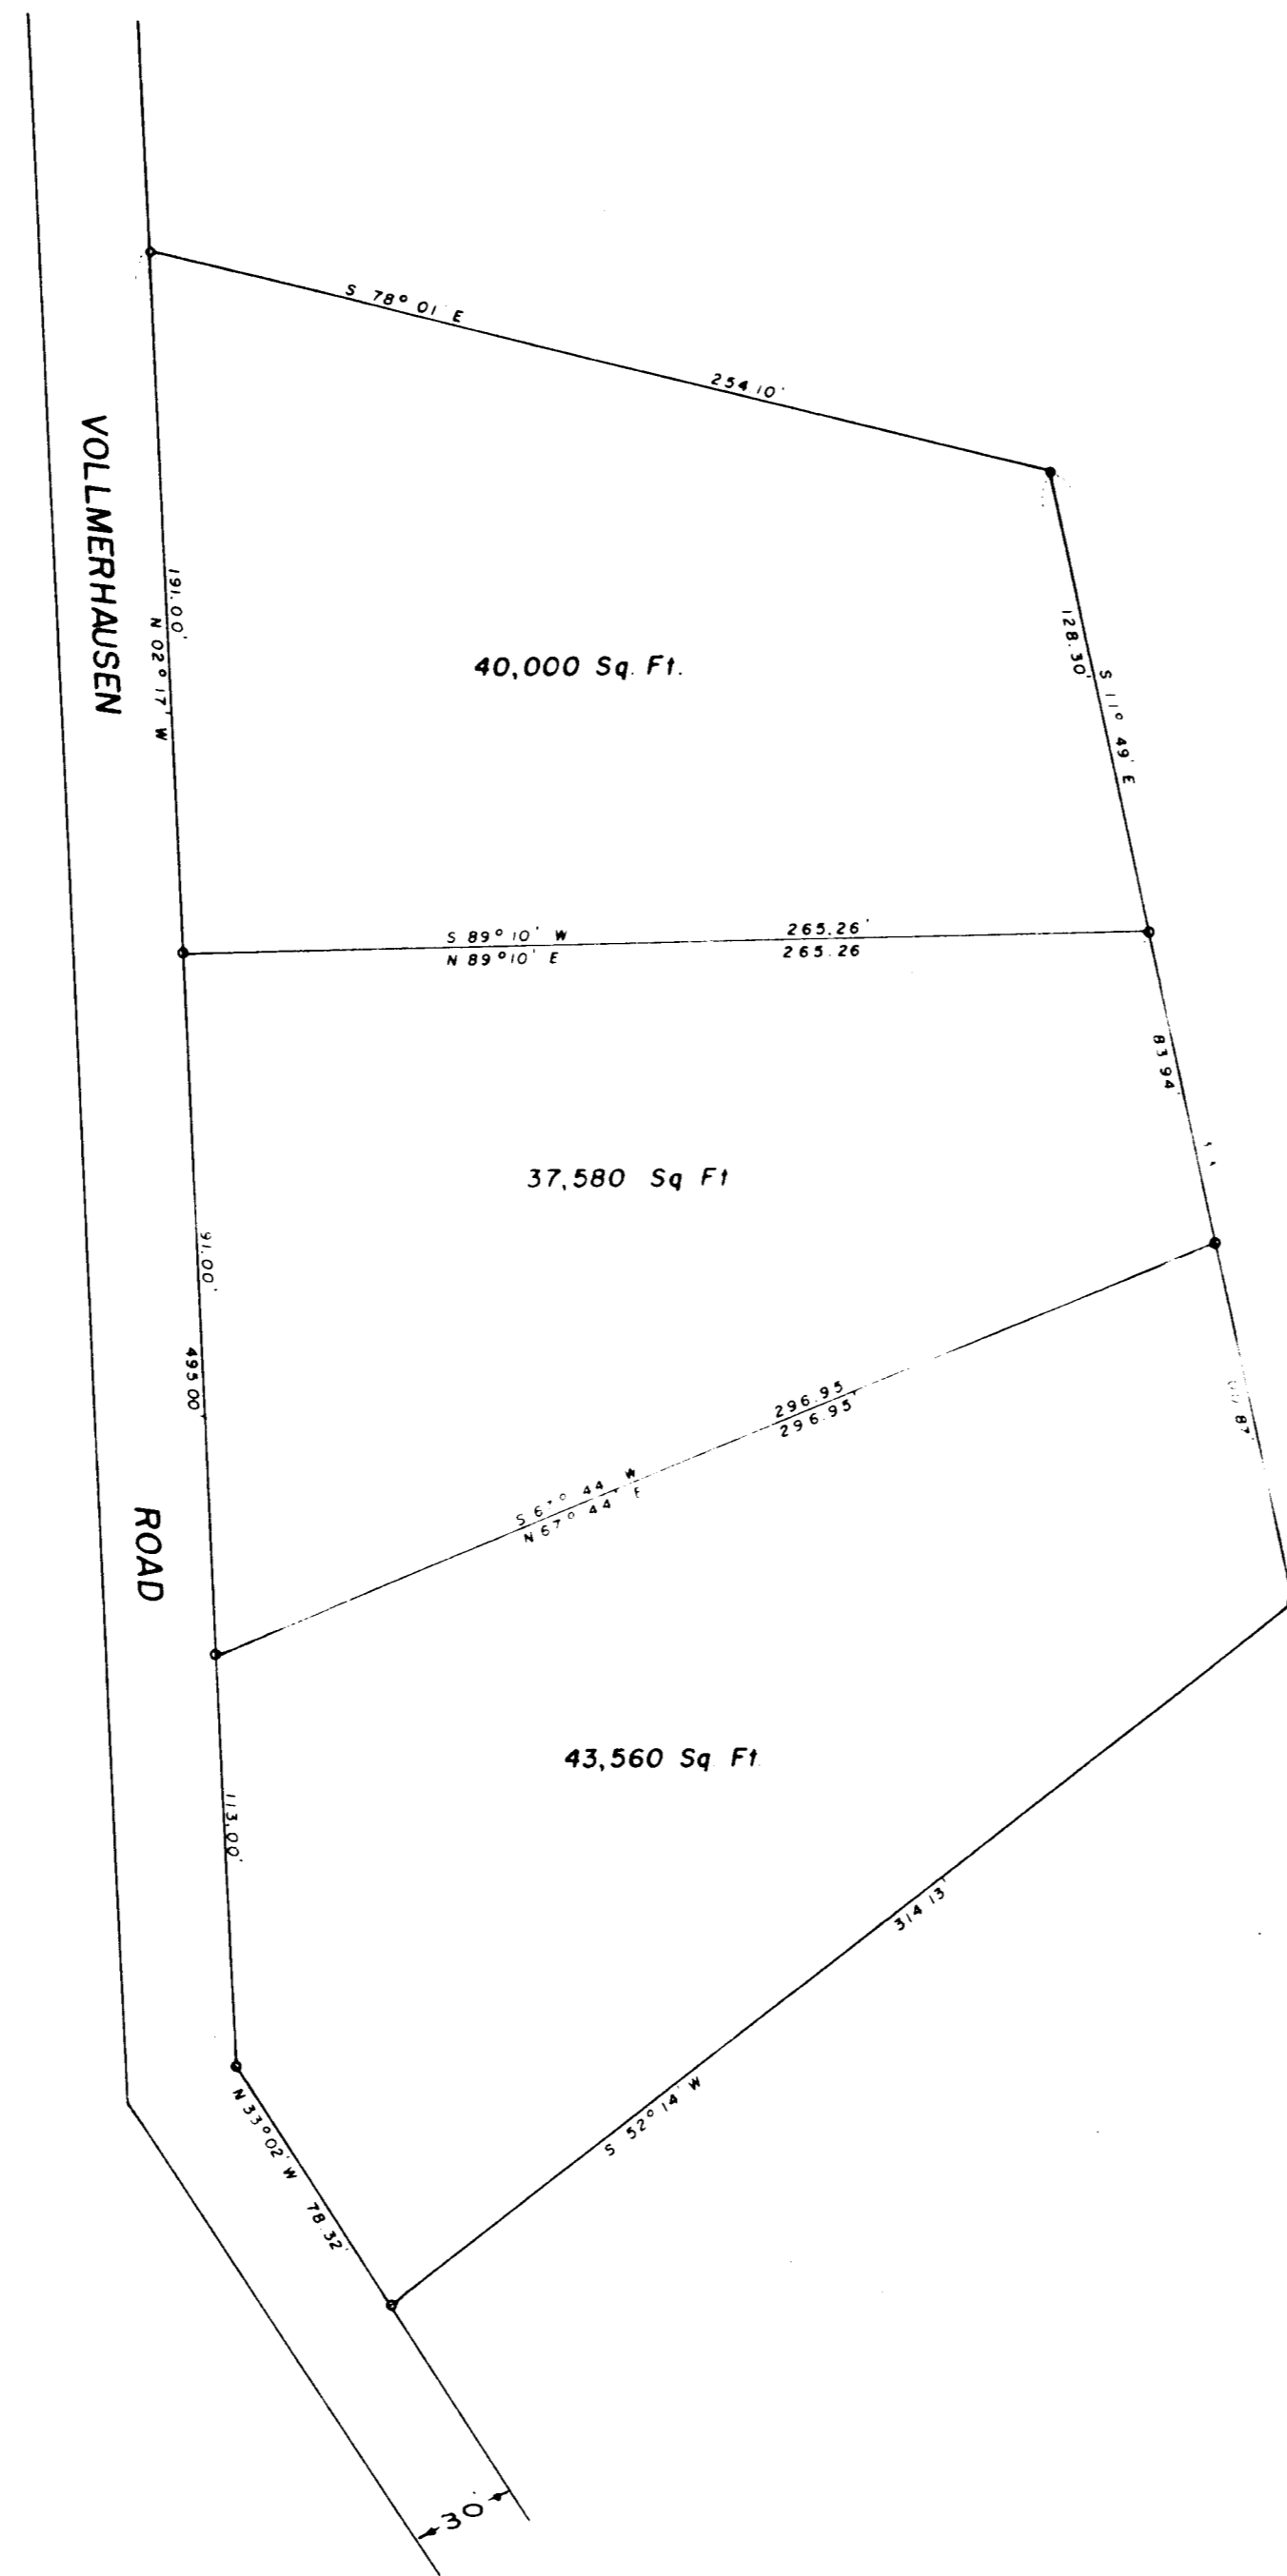 S 78° 01' E
254.10'
VOLLMERHAUSEN
191.00'
N 02° 17' W
40,000 Sq. Ft.
128.30'
S 11° 49' E
S 89° 10' W 265.26'
N 89° 10' E 265.26
83.94'
37,580 Sq Ft
91.00'
495.00'
296.95
296.95'
87'
44' W
N 67° 44' E
ROAD
43,560 Sq Ft.
113.00'
314.13'
S 52° 14' W
N 33° 02' W 78.32'
30'